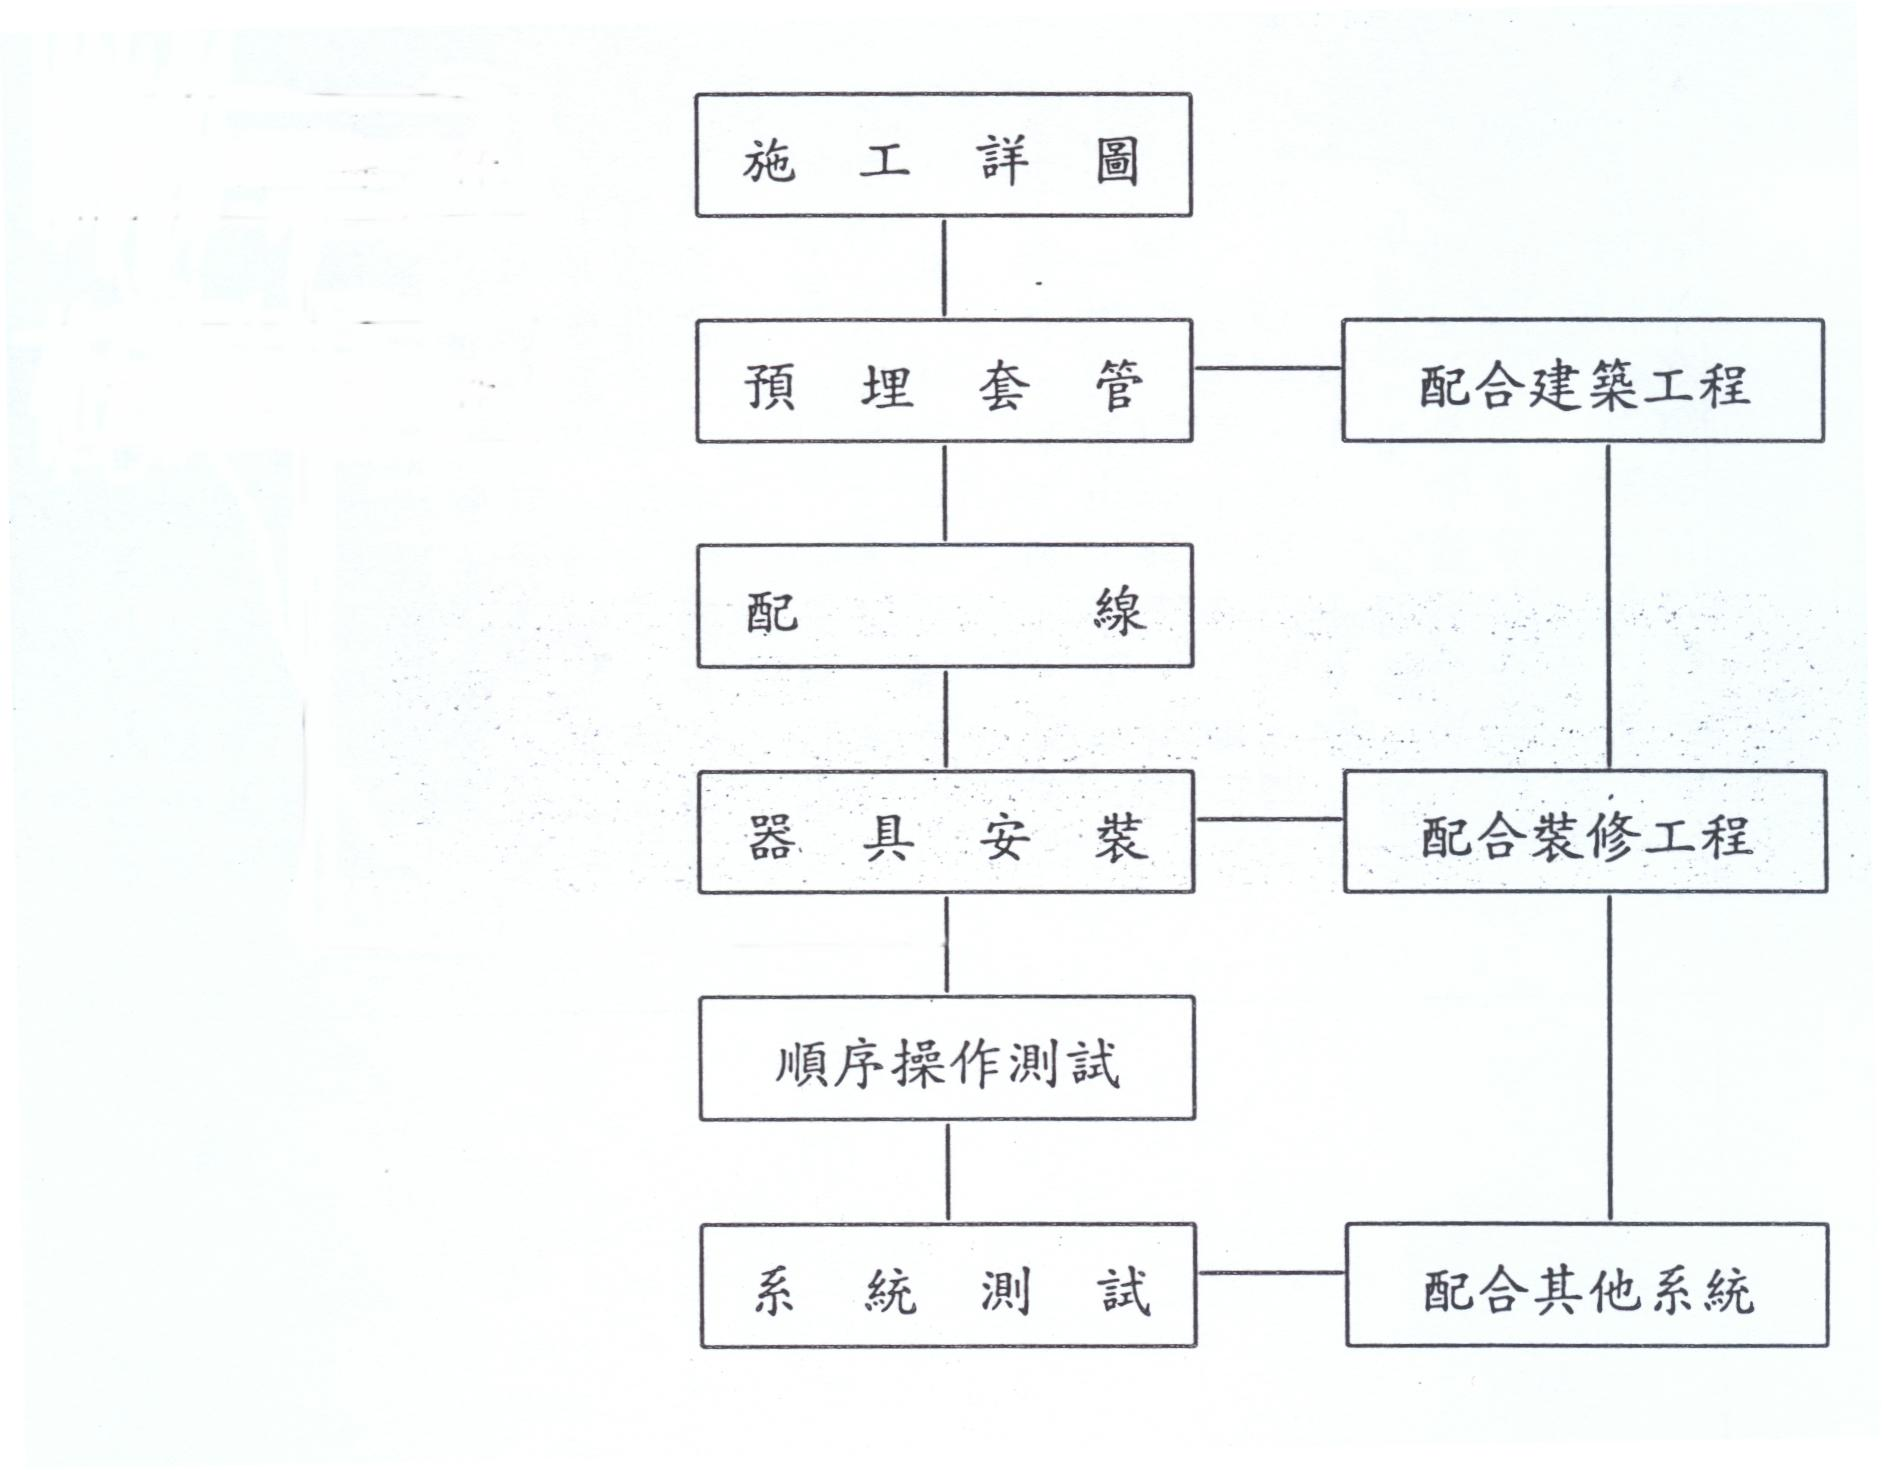 施工詳圖
預埋套管
配合建築工程
配線
器具安裝
配合裝修工程
順序操作測試
系統測試
配合其他系統